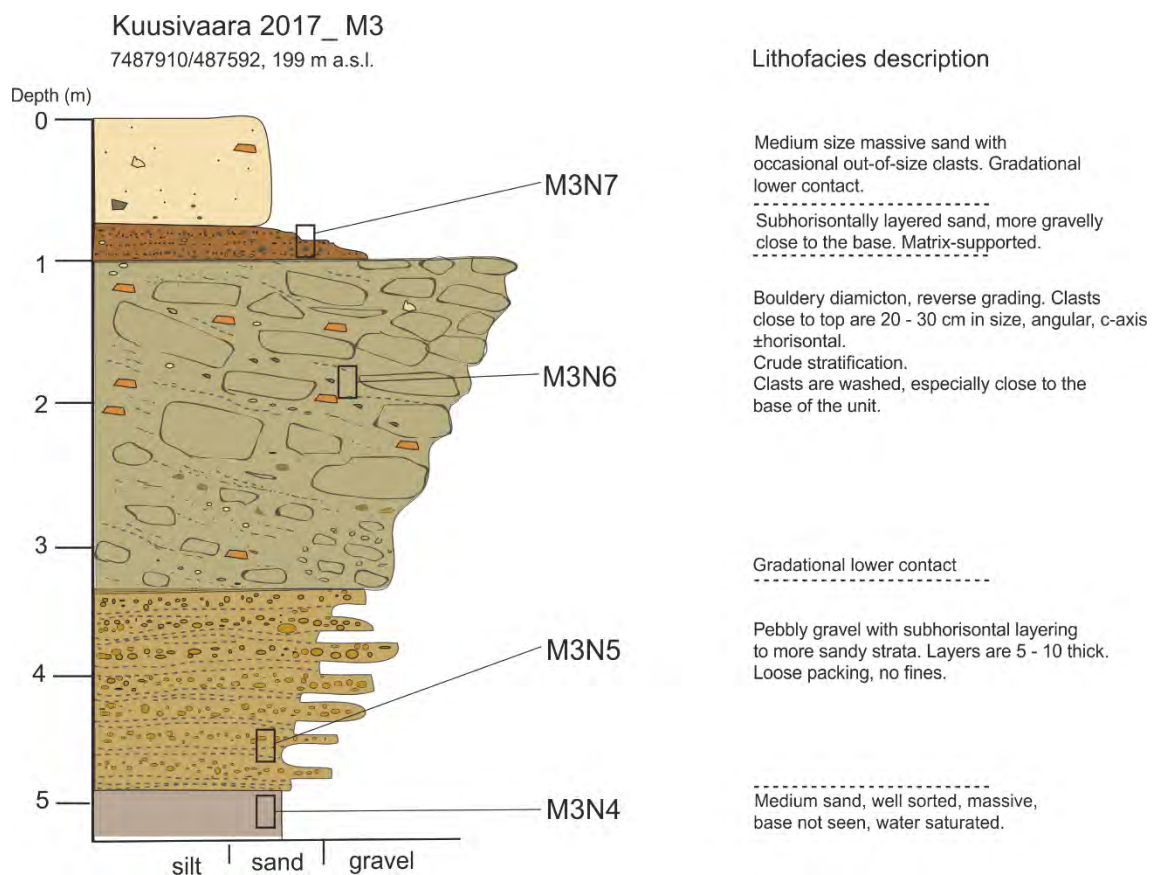 Kuusivaara 2017_ M3
7487910/487592, 199 m a.s.l.
Lithofacies description
Depth (m)
0
Medium size massive sand with
occasional out-of-size clasts. Gradational
lower contact.
M3N7
Subhorisontally layered sand, more gravelly
close to the base. Matrix-supported.
1
Bouldery diamicton, reverse grading. Clasts
close to top are 20 - 30 cm in size, angular, c-axis
±horisontal.
Crude stratification.
Clasts are washed, especially close to the
base of the unit.
M3N6
2
3
Gradational lower contact
Pebbly gravel with subhorisontal layering
to more sandy strata. Layers are 5 - 10 thick.
Loose packing, no fines.
M3N5
4
5
M3N4
Medium sand, well sorted, massive,
base not seen, water saturated.
silt | sand | gravel